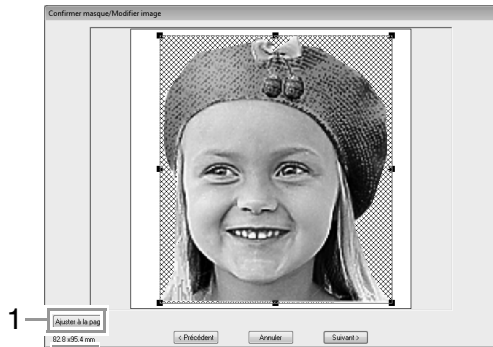 Confirmer masque/Modifier image
1
Ajuster à la pag
82.8 x95.4 mm
< Précédent
Annuler
Suivant >